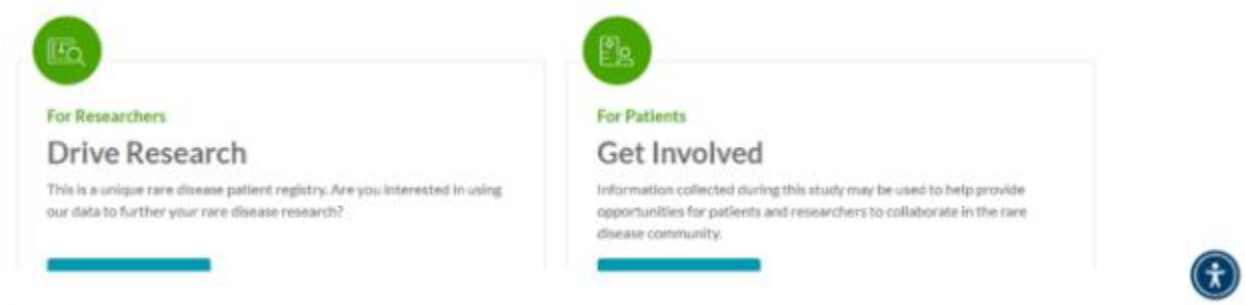 For Researchers
Drive Research
This is a unique rare disease patient registry. Are you interested in using
our data to further your rare disease research?
For Patients
Get Involved
Information collected during this study may be used to help provide
opportunities for patients and researchers to collaborate in the rare
disease community.